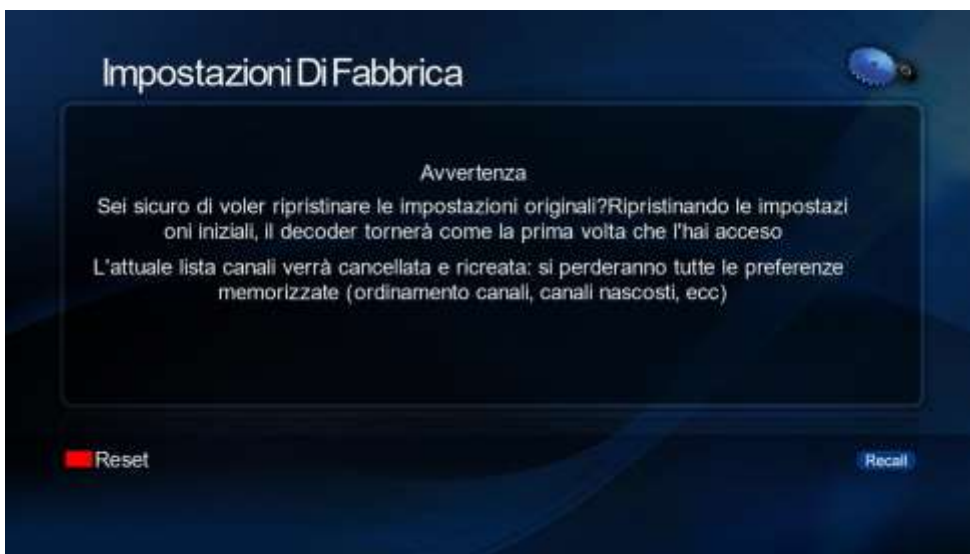 Impostazioni Di Fabbrica
Avvertenza
Sei sicuro di voler ripristinare le impostazioni originali?Ripristinando le impostazi
oni iniziali, il decoder tornerà come la prima volta che l'hai acceso
L'attuale lista canali verrà cancellata e ricreata: si perderanno tutte le preferenze
memorizzate (ordinamento canali, canali nascosti, ecc)
Reset
Recall